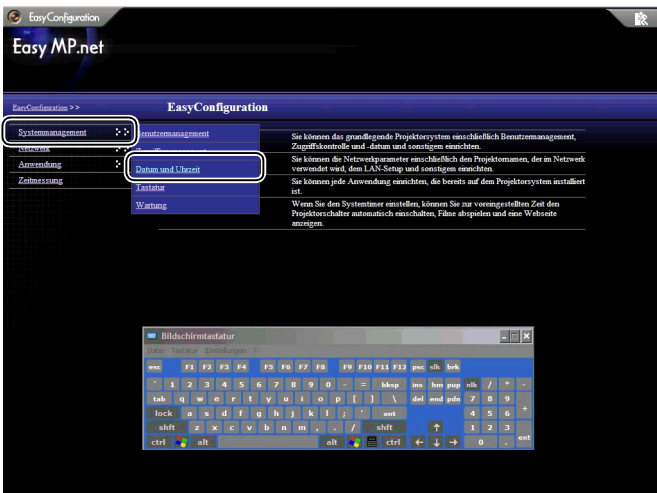 EasyConfiguration
Easy MP.net
EasyConfiguration >>
EasyConfiguration
Systemmanagement
Netzwerk
Anwendung
Zeitmessung
Benutzermanagement
Datum und Uhrzeit
Tastatur
Wartung
Sie können das grundlegende Projektorsystem einschließlich Benutzermanagement,
Zugriffskontrolle und -datum und sonstigem einrichten.
Sie können die Netzwerkparameter einschließlich den Projektornamen, der im Netzwerk
verwendet wird, dem LAN-Setup und sonstigem einrichten.
Sie können jede Anwendung einrichten, die bereits auf dem Projektorsystem installiert
ist.
Wenn Sie den Systemtimer einstellen, können Sie zur voreingestellten Zeit den
Projektorschalter automatisch einschalten, Filme abspielen und eine Webseite
anzeigen.
Bildschirmtastatur
Datei Tastatur Einstellungen ?
esc F1 F2 F3 F4 F5 F6 F7 F8 F9 F10 F11 F12 psc slk brk
` 1 2 3 4 5 6 7 8 9 0 - = bksp ins hm pup nlk / * -
tab q w e r t y u i o p [ ] \ del end pdn 7 8 9 +
lock a s d f g h j k l ; ' ent 4 5 6
shft z x c v b n m , . / shft ↑ 1 2 3 ent
ctrl alt alt ctrl ← ↓ → 0 .